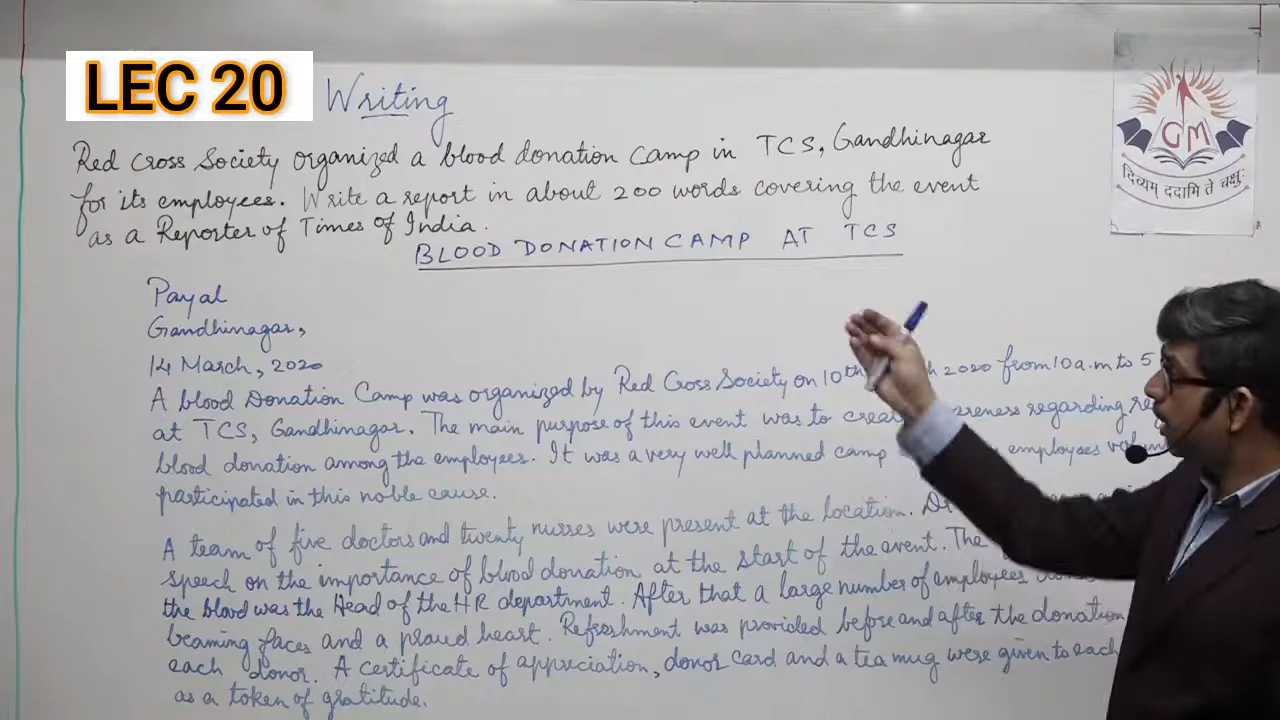 LEC 20
Writing
GM
दिव्यम् ददामि ते चक्षुः
Red Cross Society organized a blood donation camp in TCS, Gandhinagar
for its employees. Write a report in about 200 words covering the event
as a Reporter of Times of India.
BLOOD DONATION CAMP AT TCS
Payal
Gandhinagar,
14 March, 2020
A blood Donation Camp was organized by Red Cross Society on 10th 2020 from 10 a.m to 5
at TCS, Gandhinagar. The main purpose of this event was to regarding
blood donation among the employees. It was a very well planned camp employees
participated in this noble cause.
A team of five doctors and twenty nurses were present at the location.
speech on the importance of blood donation at the start of the event. The
the blood was the Head of the HR department. After that a large number of employees
beaming faces and a proud heart. Refreshment was provided before and after the donation
each donor. A certificate of appreciation, donor card and a tea mug were given to each
as a token of gratitude.